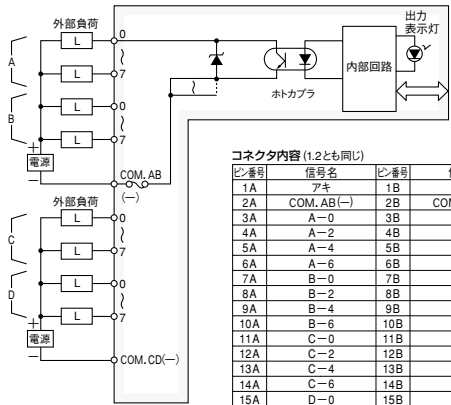 外部負荷
出力
表示灯
L
0
A
L
7
L
0
B
L
7
+
電源
−
COM.AB
(−)
ホトカプラ
内部回路
外部負荷
L
0
C
L
7
L
0
D
L
7
+
電源
−
COM.CD(−)
コネクタ内容(1.2とも同じ)
ピン番号 信号名 ピン番号
1A アキ 1B
2A COM.AB(−) 2B
3A A−0 3B
4A A−2 4B
5A A−4 5B
6A A−6 6B
7A B−0 7B
8A B−2 8B
9A B−4 9B
10A B−6 10B
11A C−0 11B
12A C−2 12B
13A C−4 13B
14A C−6 14B
15A D−0 15B